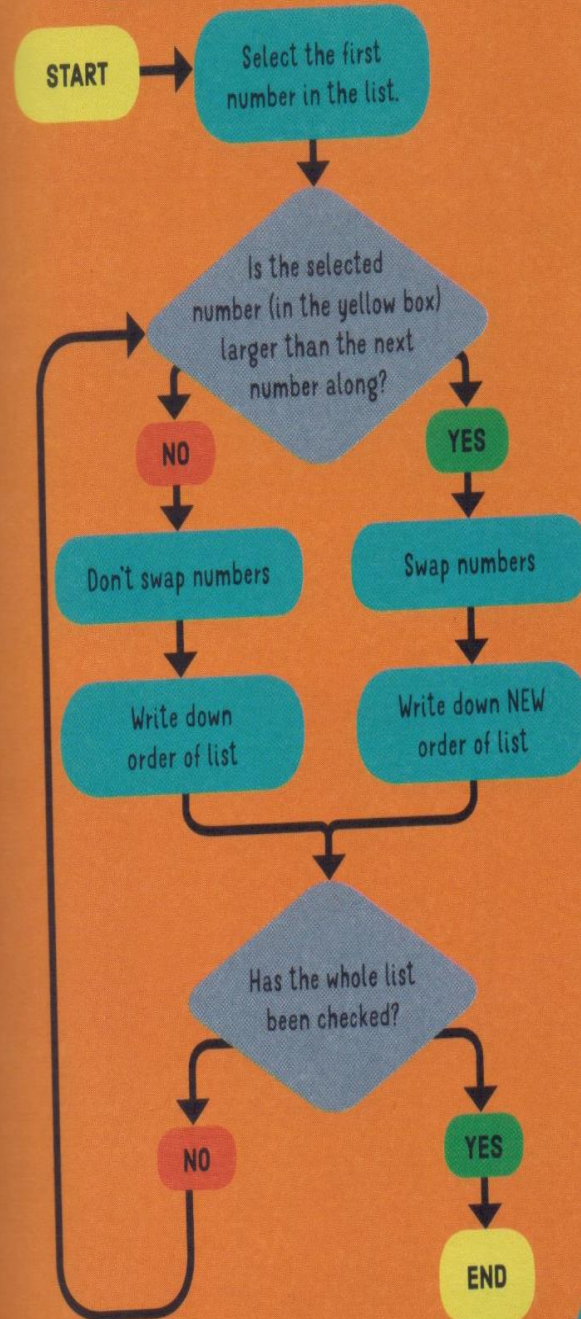 START
Select the first
number in the list.
Is the selected
number (in the yellow box)
larger than the next
number along?
NO
YES
Don't swap numbers
Swap numbers
Write down
order of list
Write down NEW
order of list
Has the whole list
been checked?
NO
YES
END